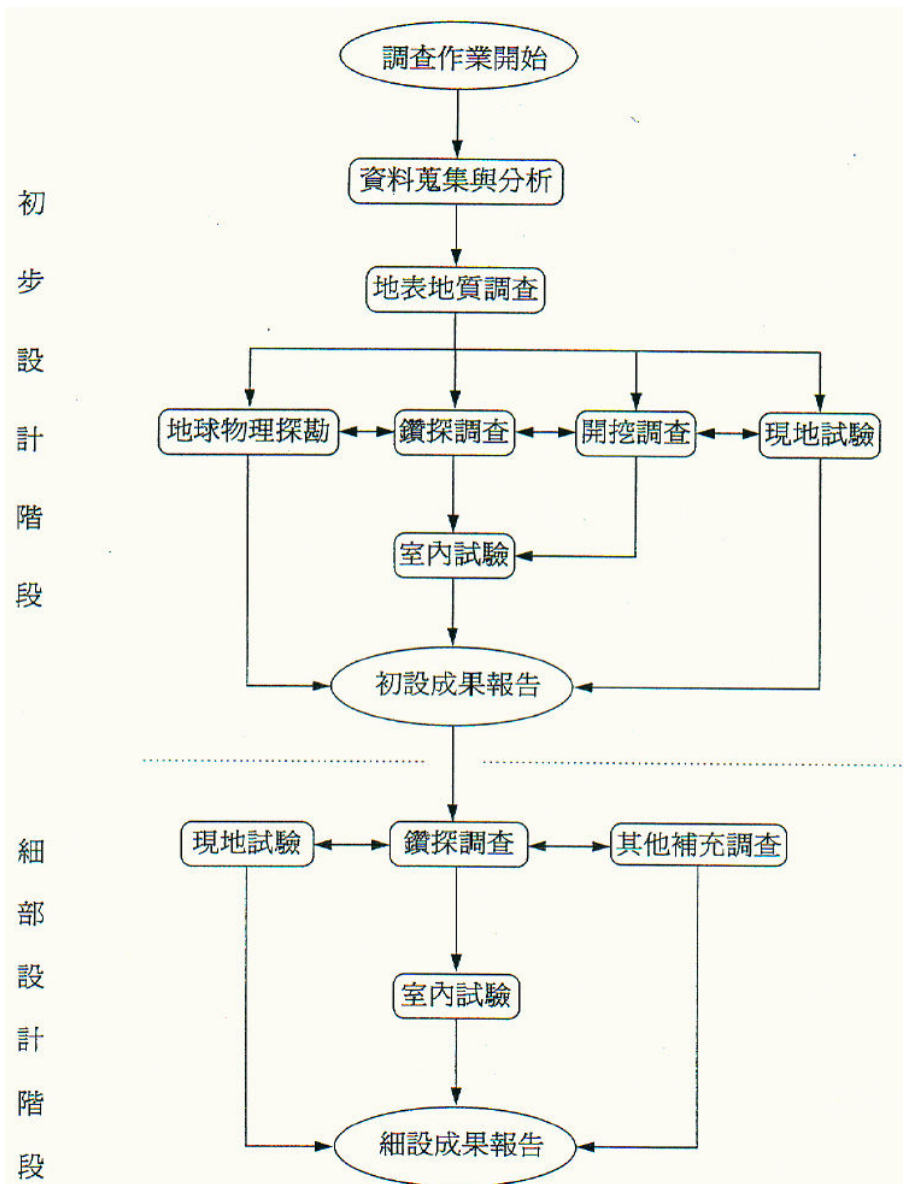 調查作業開始
資料蒐集與分析
地表地質調查
地球物理探勘
鑽探調查
開挖調查
現地試驗
室內試驗
初設成果報告
初步設計階段
現地試驗
鑽探調查
其他補充調查
室內試驗
細設成果報告
細部設計階段